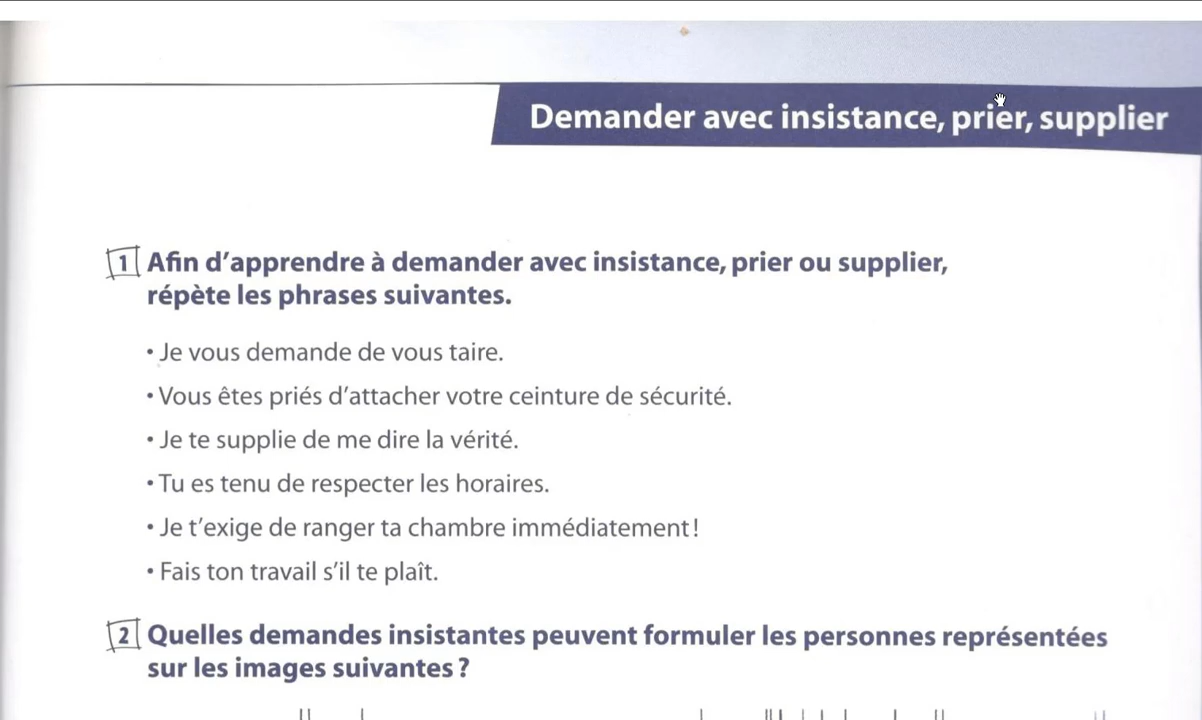 Demander avec insistance, prier, supplier
1 Afin d'apprendre à demander avec insistance, prier ou supplier,
répète les phrases suivantes.
• Je vous demande de vous taire.
• Vous êtes priés d'attacher votre ceinture de sécurité.
• Je te supplie de me dire la vérité.
• Tu es tenu de respecter les horaires.
• Je t'exige de ranger ta chambre immédiatement !
• Fais ton travail s'il te plaît.
2 Quelles demandes insistantes peuvent formuler les personnes représentées
sur les images suivantes ?